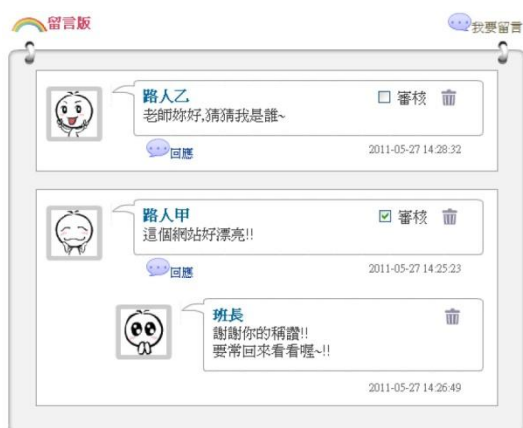 留言版
我要留言
路人乙
審核
老師妳好,猜猜我是誰~
回應
2011-05-27 14:28:32
路人甲
審核
這個網站好漂亮!!
回應
2011-05-27 14:25:23
班長
謝謝你的稱讚!!
要常回來看看喔~!!
2011-05-27 14:26:49